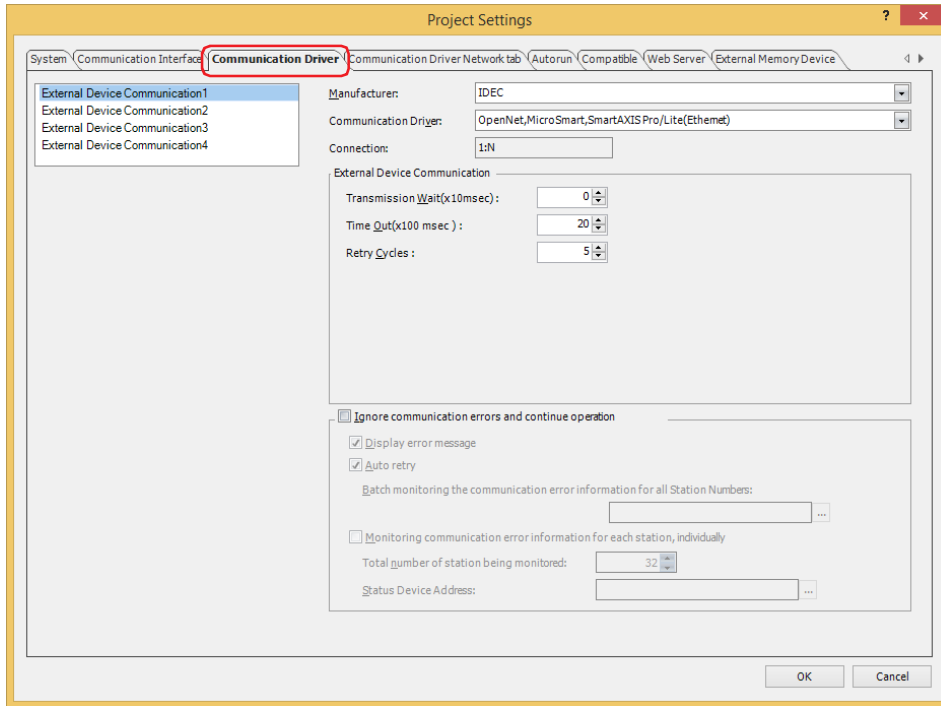 Project Settings
? ×
System Communication Interface Communication Driver Communication Driver Network tab Autorun Compatible Web Server External Memory Device
External Device Communication1
External Device Communication2
External Device Communication3
External Device Communication4
Manufacturer: IDEC
Communication Driver: OpenNet,MicroSmart,SmartAXIS Pro/Lite(Ethernet)
Connection: 1:N
External Device Communication
Transmission Wait(x10msec) : 0
Time Out(x100 msec ) : 20
Retry Cycles : 5
Ignore communication errors and continue operation
Display error message
Auto retry
Batch monitoring the communication error information for all Station Numbers:
...
Monitoring communication error information for each station, individually
Total number of station being monitored: 32
Status Device Address: ...
OK Cancel